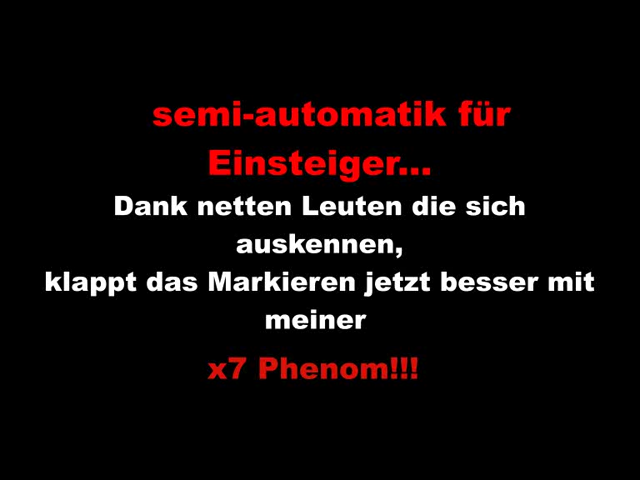 semi-automatik für
Einsteiger...
Dank netten Leuten die sich
auskennen,
klappt das Markieren jetzt besser mit
meiner
x7 Phenom!!!